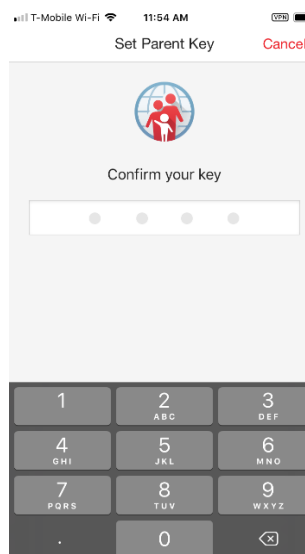 T-Mobile Wi-Fi 11:54 AM VPN
Set Parent Key Cancel
Confirm your key
1 2 3
ABC DEF
4 5 6
GHI JKL MNO
7 8 9
PQRS TUV WXYZ
. 0